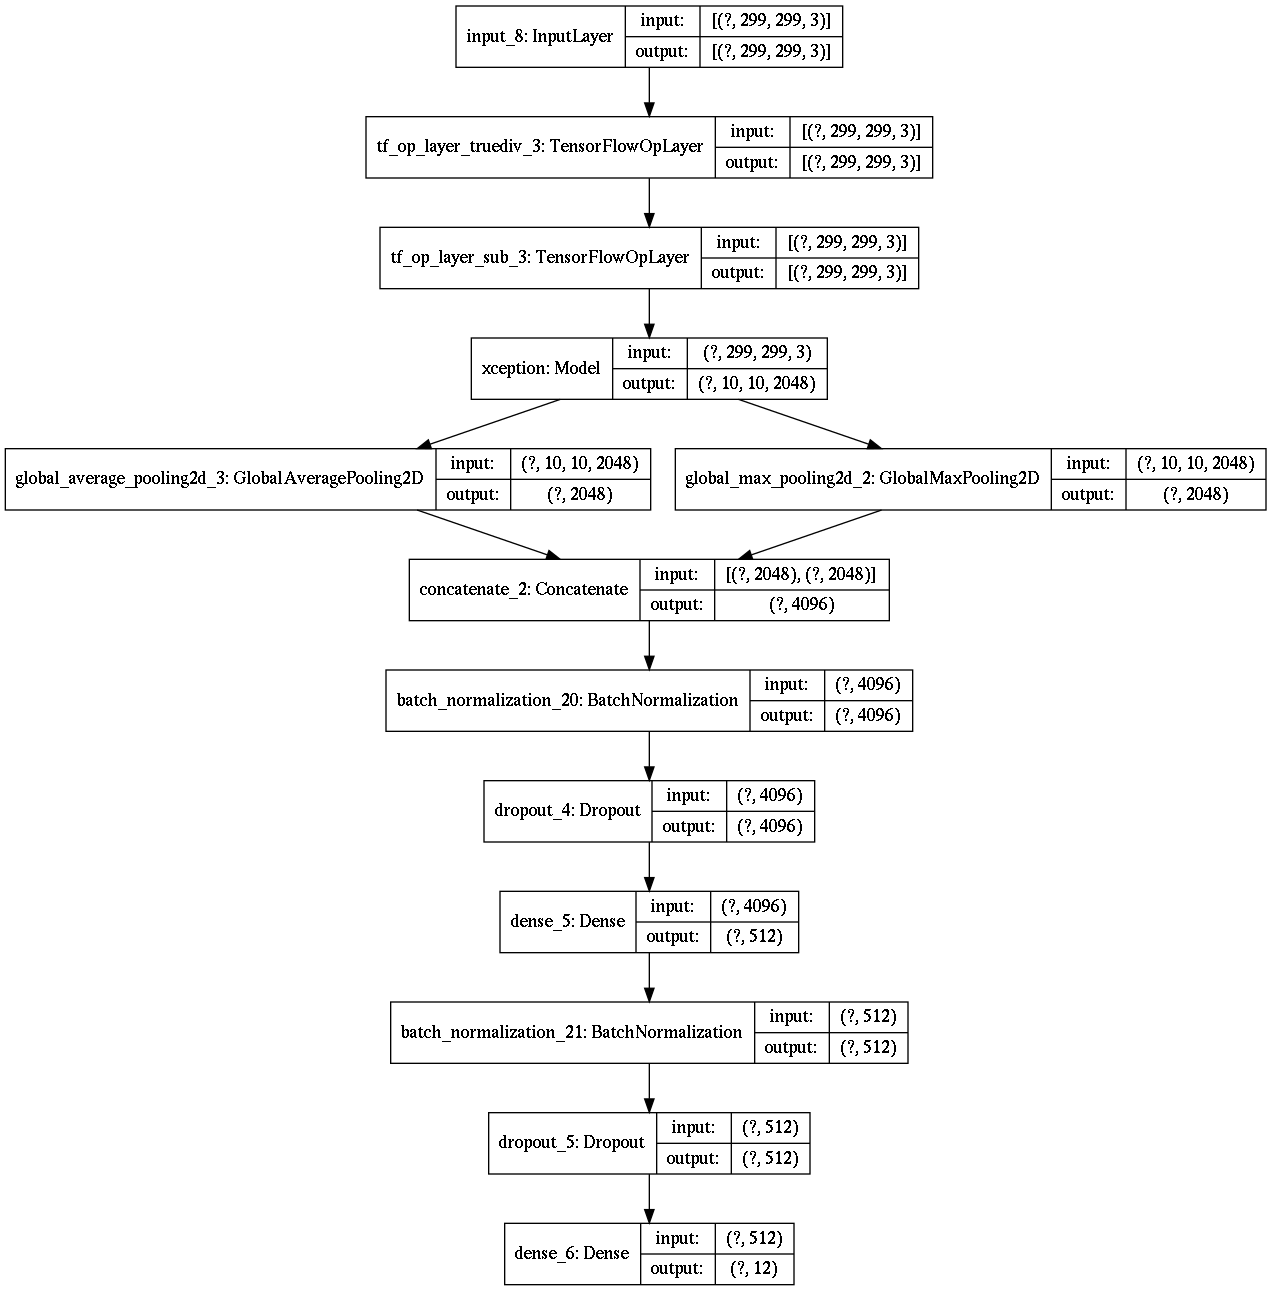 input_8: InputLayer
input: [(?, 299, 299, 3)]
output: [(?, 299, 299, 3)]
tf_op_layer_truediv_3: TensorFlowOpLayer
input: [(?, 299, 299, 3)]
output: [(?, 299, 299, 3)]
tf_op_layer_sub_3: TensorFlowOpLayer
input: [(?, 299, 299, 3)]
output: [(?, 299, 299, 3)]
xception: Model
input: (?, 299, 299, 3)
output: (?, 10, 10, 2048)
global_average_pooling2d_3: GlobalAveragePooling2D
input: (?, 10, 10, 2048)
output: (?, 2048)
global_max_pooling2d_2: GlobalMaxPooling2D
input: (?, 10, 10, 2048)
output: (?, 2048)
concatenate_2: Concatenate
input: [(?, 2048), (?, 2048)]
output: (?, 4096)
batch_normalization_20: BatchNormalization
input: (?, 4096)
output: (?, 4096)
dropout_4: Dropout
input: (?, 4096)
output: (?, 4096)
dense_5: Dense
input: (?, 4096)
output: (?, 512)
batch_normalization_21: BatchNormalization
input: (?, 512)
output: (?, 512)
dropout_5: Dropout
input: (?, 512)
output: (?, 512)
dense_6: Dense
input: (?, 512)
output: (?, 12)